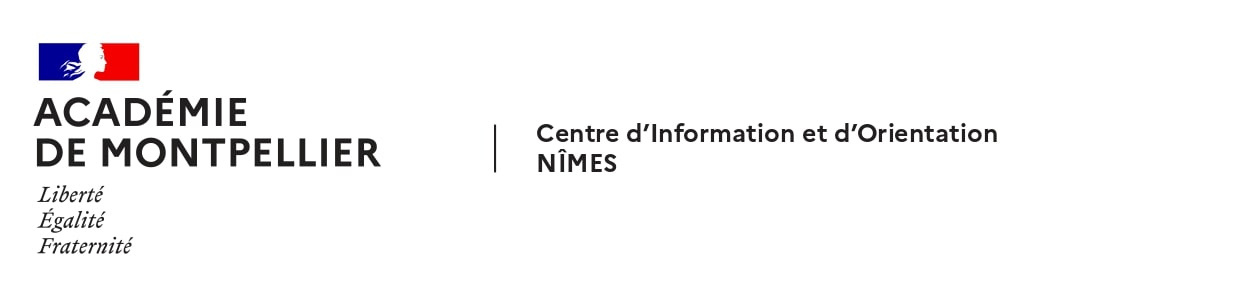 ACADÉMIE
DE MONTPELLIER
Liberté
Égalité
Fraternité
Centre d’Information et d’Orientation
NÎMES